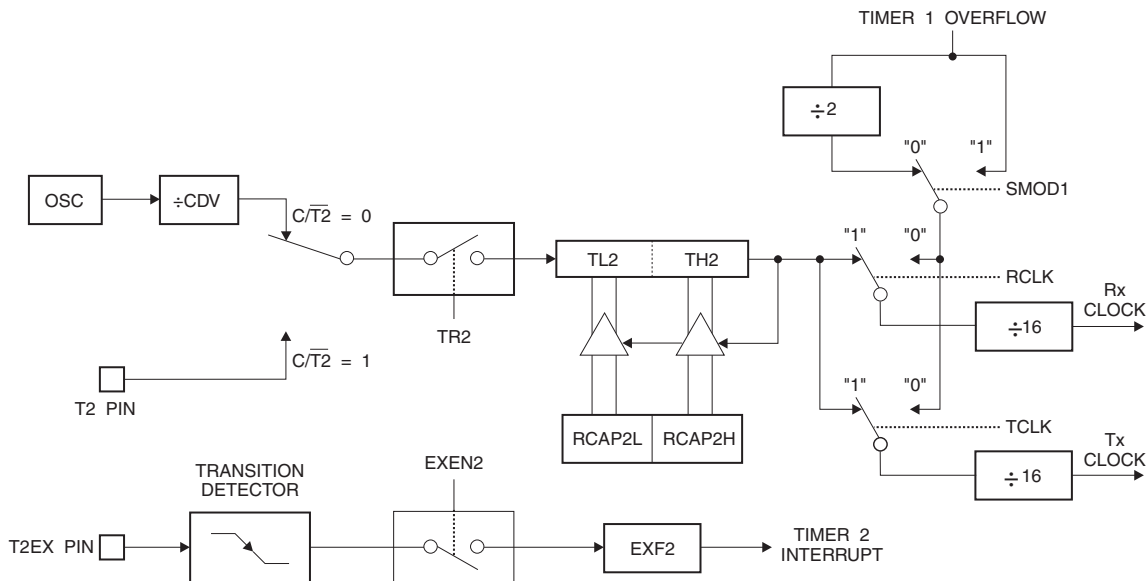 TIMER 1 OVERFLOW
÷2
"0" "1"
SMOD1
OSC
÷CDV
C/T2̅ = 0
TL2 TH2
"1" "0"
RCLK
Rx
CLOCK
÷16
TR2
C/T2̅ = 1
T2 PIN
RCAP2L RCAP2H
"1" "0"
TCLK
Tx
CLOCK
÷16
TRANSITION
DETECTOR
EXEN2
T2EX PIN
EXF2
TIMER 2
INTERRUPT